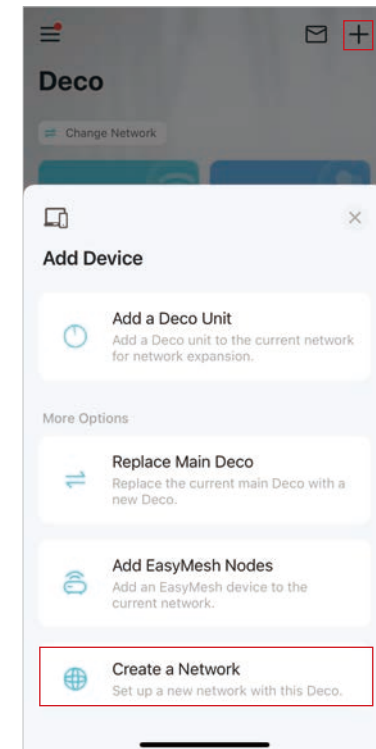 Deco
Change Network
Add Device
Add a Deco Unit
Add a Deco unit to the current network
for network expansion.
More Options
Replace Main Deco
Replace the current main Deco with a
new Deco.
Add EasyMesh Nodes
Add an EasyMesh device to the
current network.
Create a Network
Set up a new network with this Deco.